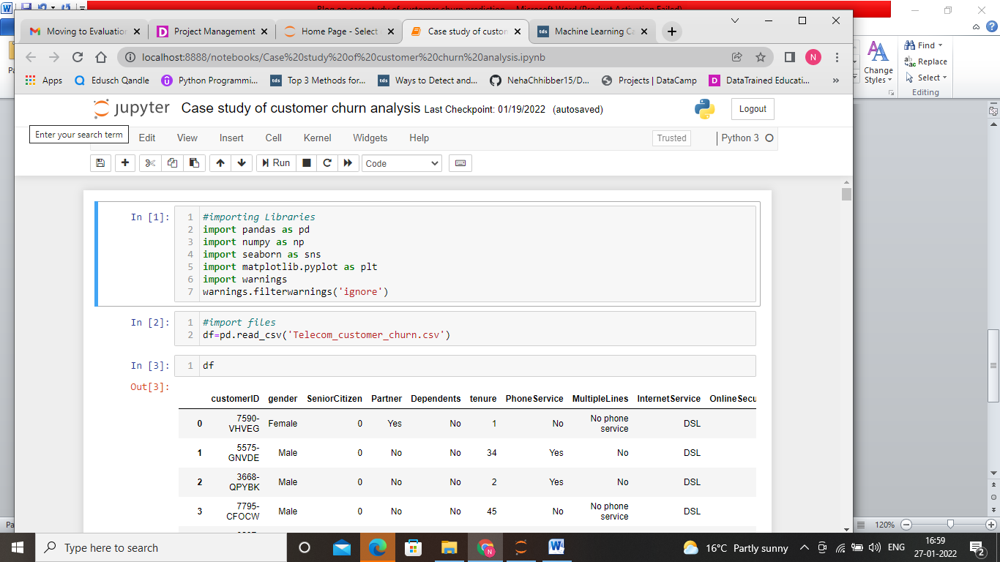 Blog on case study of customer churn prediction - Microsoft Word (Product Activation Failed)
Moving to Evaluation
Project Management
Home Page - Select
Case study of custom
tds Machine Learning Ca
localhost:8888/notebooks/Case%20study%20of%20customer%20churn%20analysis.ipynb
N
Apps
Edusch Qandle
Python Programmi...
tds Top 3 Methods for...
tds Ways to Detect and...
NehaChhibber15/D...
Projects | DataCamp
D DataTrained Educati...
»
Find
Replace
Select
Change
Styles
Editing
jupyter Case study of customer churn analysis Last Checkpoint: 01/19/2022 (autosaved)
Logout
Enter your search term
Edit View Insert Cell Kernel Widgets Help
Trusted
Python 3
Run
Code
In [1]:
1 #importing Libraries
2 import pandas as pd
3 import numpy as np
4 import seaborn as sns
5 import matplotlib.pyplot as plt
6 import warnings
7 warnings.filterwarnings('ignore')
In [2]:
1 #import files
2 df=pd.read_csv('Telecom_customer_churn.csv')
In [3]:
1 df
Out[3]:
customerID gender SeniorCitizen Partner Dependents tenure PhoneService MultipleLines InternetService OnlineSecu
0 7590-VHVEG Female 0 Yes No 1 No No phone service DSL
1 5575-GNVDE Male 0 No No 34 Yes No DSL
2 3668-QPYBK Male 0 No No 2 Yes No DSL
3 7795-CFOCW Male 0 No No 45 No No phone service DSL
Pa
120%
Type here to search
16°C Partly sunny
ENG
16:59
27-01-2022
2